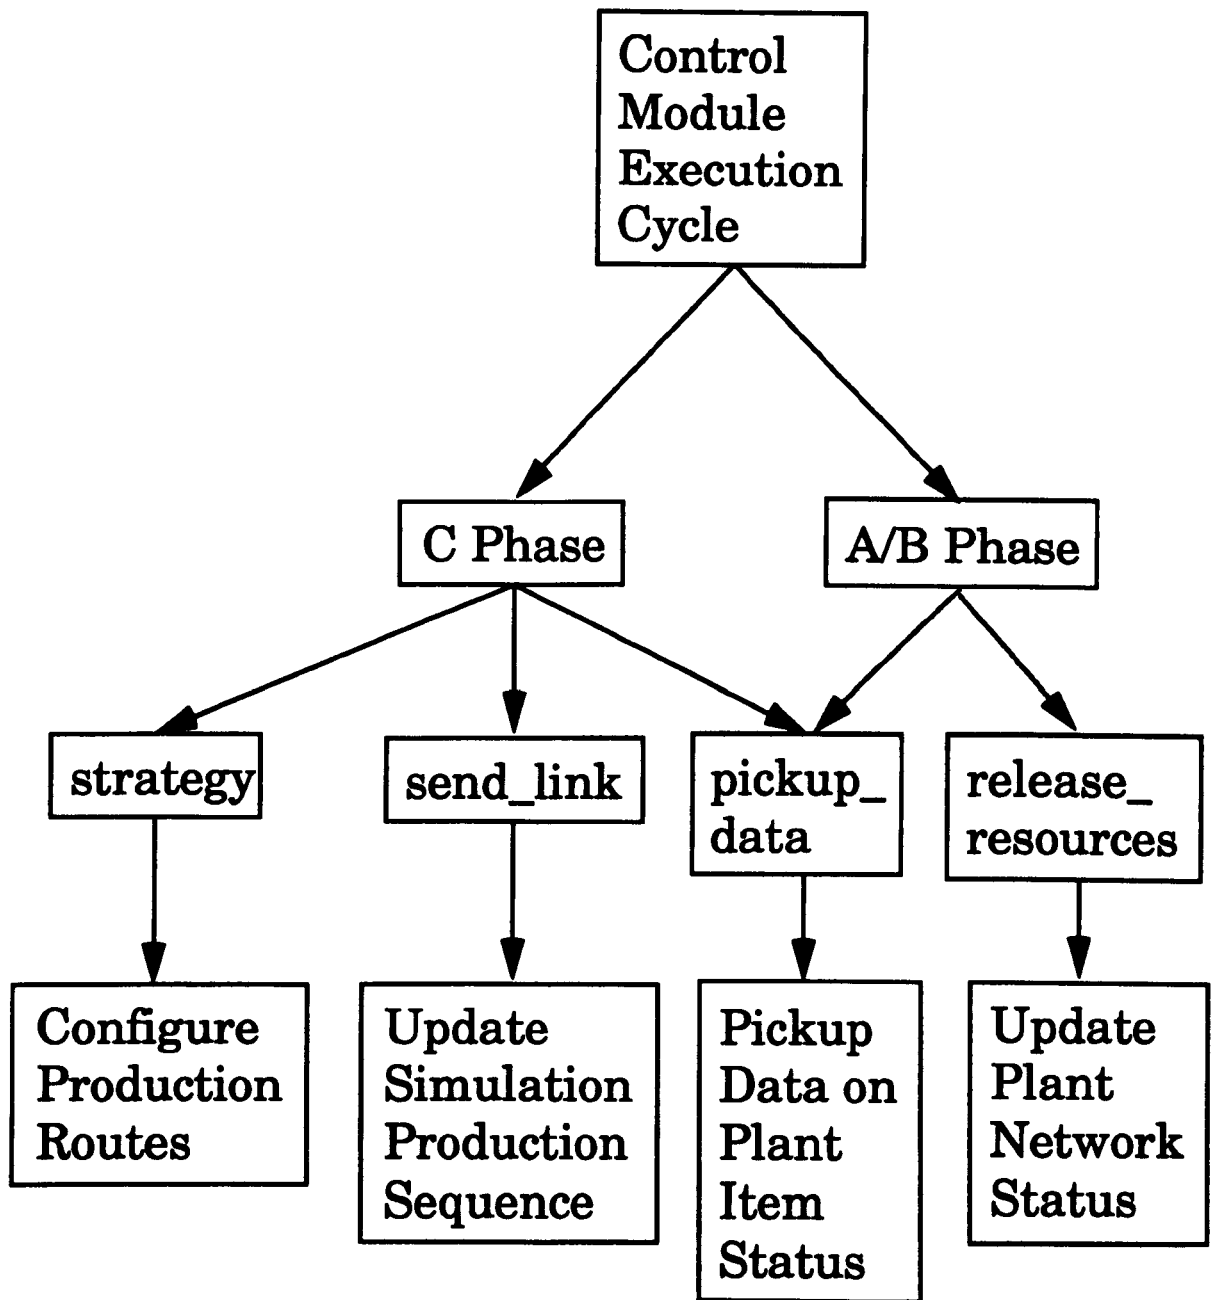 Control
Module
Execution
Cycle
C Phase
A/B Phase
strategy
send_link
pickup_
data
release_
resources
Configure
Production
Routes
Update
Simulation
Production
Sequence
Pickup
Data on
Plant
Item
Status
Update
Plant
Network
Status